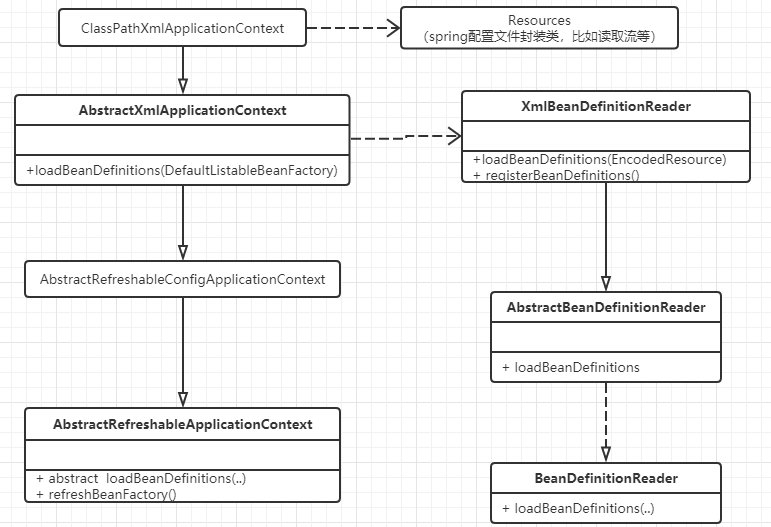 ClassPathXmlApplicationContext
Resources
（spring配置文件封装类，比如读取流等）
AbstractXmlApplicationContext
+loadBeanDefinitions(DefaultListableBeanFactory)
XmlBeanDefinitionReader
+loadBeanDefinitions(EncodedResource)
+ registerBeanDefinitions()
AbstractRefreshableConfigApplicationContext
AbstractBeanDefinitionReader
+ loadBeanDefinitions
AbstractRefreshableApplicationContext
+ abstract loadBeanDefinitions(..)
+ refreshBeanFactory()
BeanDefinitionReader
+ loadBeanDefinitions(..)